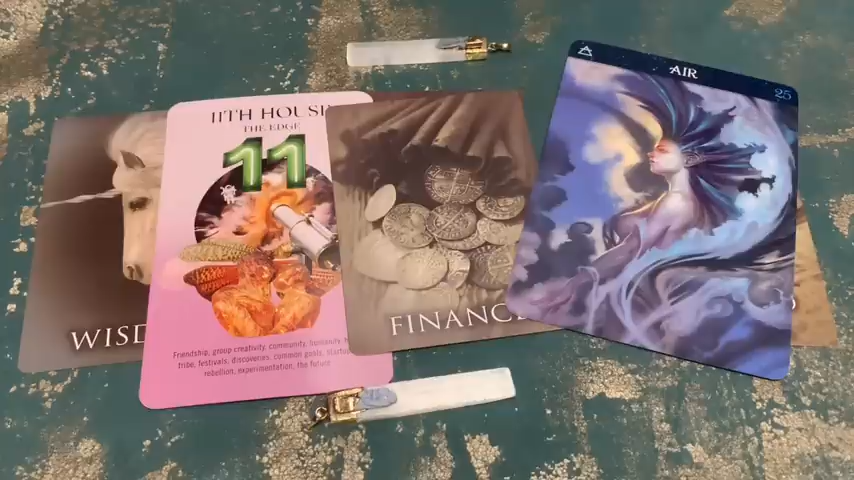 11TH HOUSE
THE EDGE
11
Friendship, group creativity, community, humanity
tribe, festivals, discoveries, common goals,
rebellion, experimentation, the future
WISD
FINANC
AIR
25